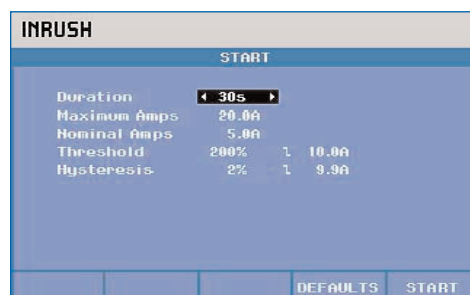 INRUSH
START
Duration 30s
Maximum Amps 20.0A
Nominal Amps 5.0A
Threshold 200% 10.0A
Hysteresis 2% 9.9A
DEFAULTS START